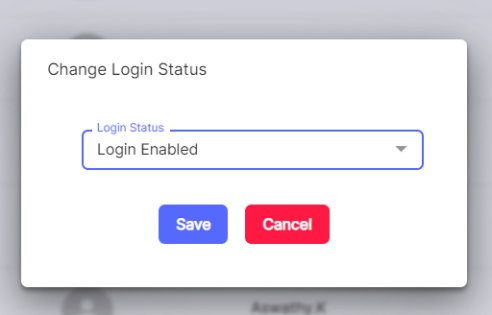 Change Login Status
Login Status
Login Enabled
Save Cancel
Aswathy K